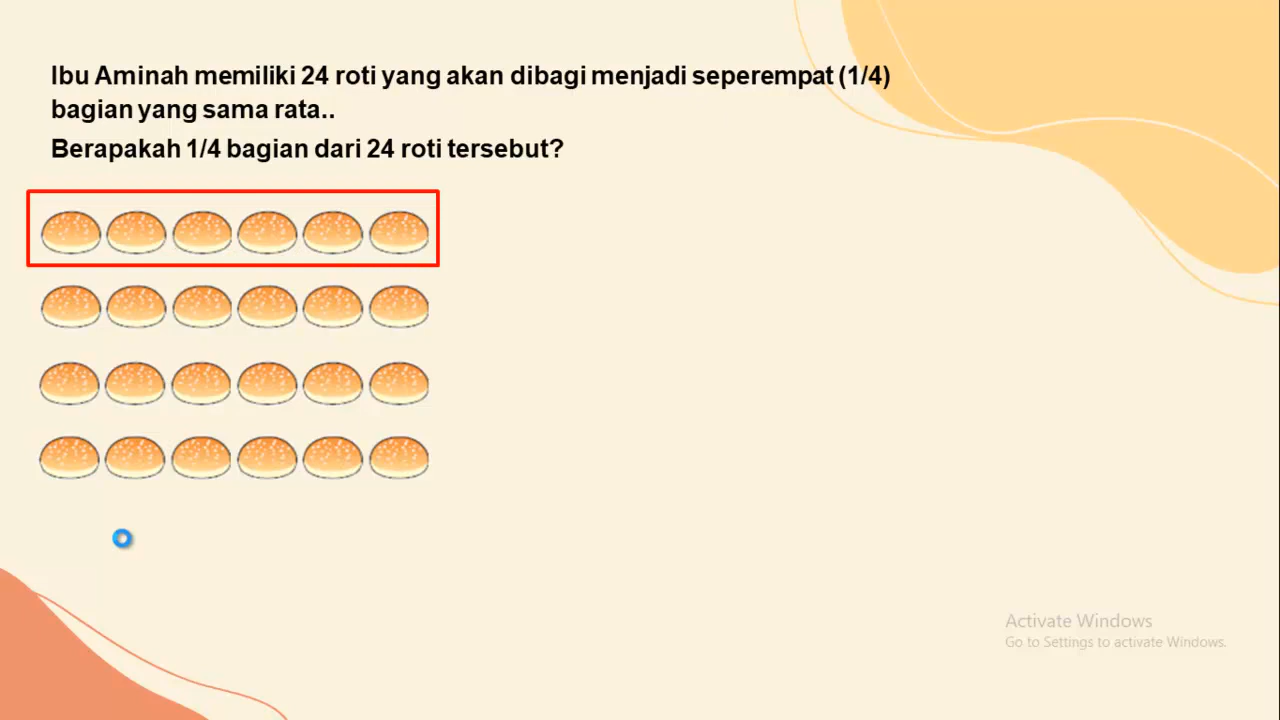 Ibu Aminah memiliki 24 roti yang akan dibagi menjadi seperempat (1/4)
bagian yang sama rata..
Berapakah 1/4 bagian dari 24 roti tersebut?
Activate Windows
Go to Settings to activate Windows.